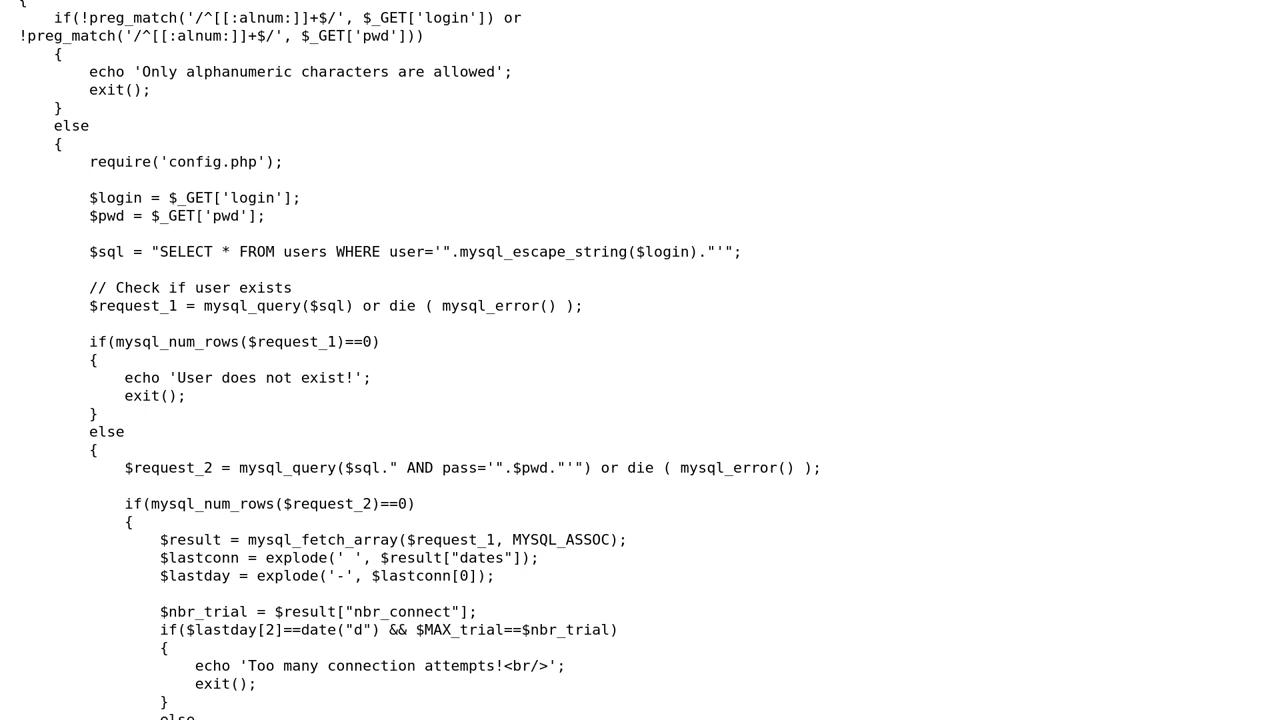 {
    if(!preg_match('/^[[:alnum:]]+$/', $_GET['login']) or
!preg_match('/^[[:alnum:]]+$/', $_GET['pwd']))
    {
        echo 'Only alphanumeric characters are allowed';
        exit();
    }
    else
    {
        require('config.php');

        $login = $_GET['login'];
        $pwd = $_GET['pwd'];

        $sql = "SELECT * FROM users WHERE user='".mysql_escape_string($login)."'";

        // Check if user exists
        $request_1 = mysql_query($sql) or die ( mysql_error() );

        if(mysql_num_rows($request_1)==0)
        {
            echo 'User does not exist!';
            exit();
        }
        else
        {
            $request_2 = mysql_query($sql." AND pass='".$pwd."'") or die ( mysql_error() );

            if(mysql_num_rows($request_2)==0)
            {
                $result = mysql_fetch_array($request_1, MYSQL_ASSOC);
                $lastconn = explode(' ', $result["dates"]);
                $lastday = explode('-', $lastconn[0]);

                $nbr_trial = $result["nbr_connect"];
                if($lastday[2]==date("d") && $MAX_trial==$nbr_trial)
                {
                    echo 'Too many connection attempts!<br/>';
                    exit();
                }
                else